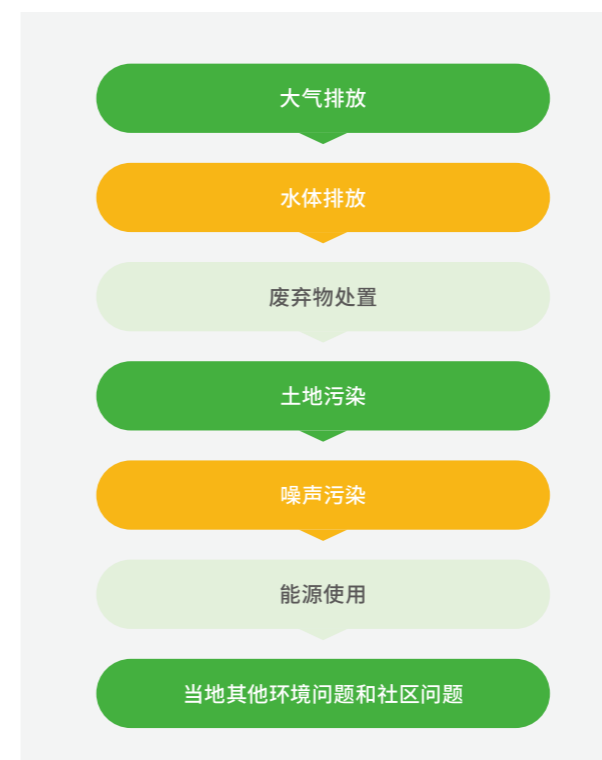 大气排放
水体排放
废弃物处置
土地污染
噪声污染
能源使用
当地其他环境问题和社区问题